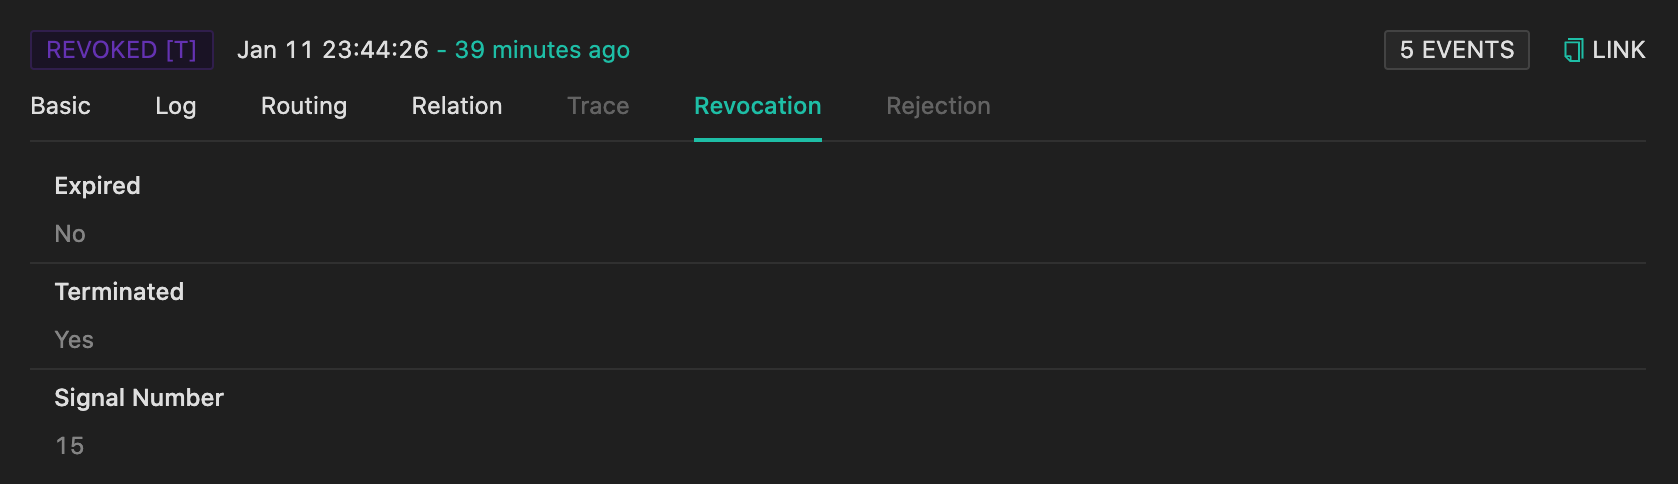 REVOKED [T] Jan 11 23:44:26 - 39 minutes ago 5 EVENTS LINK
Basic Log Routing Relation Trace Revocation Rejection
Expired
No
Terminated
Yes
Signal Number
15